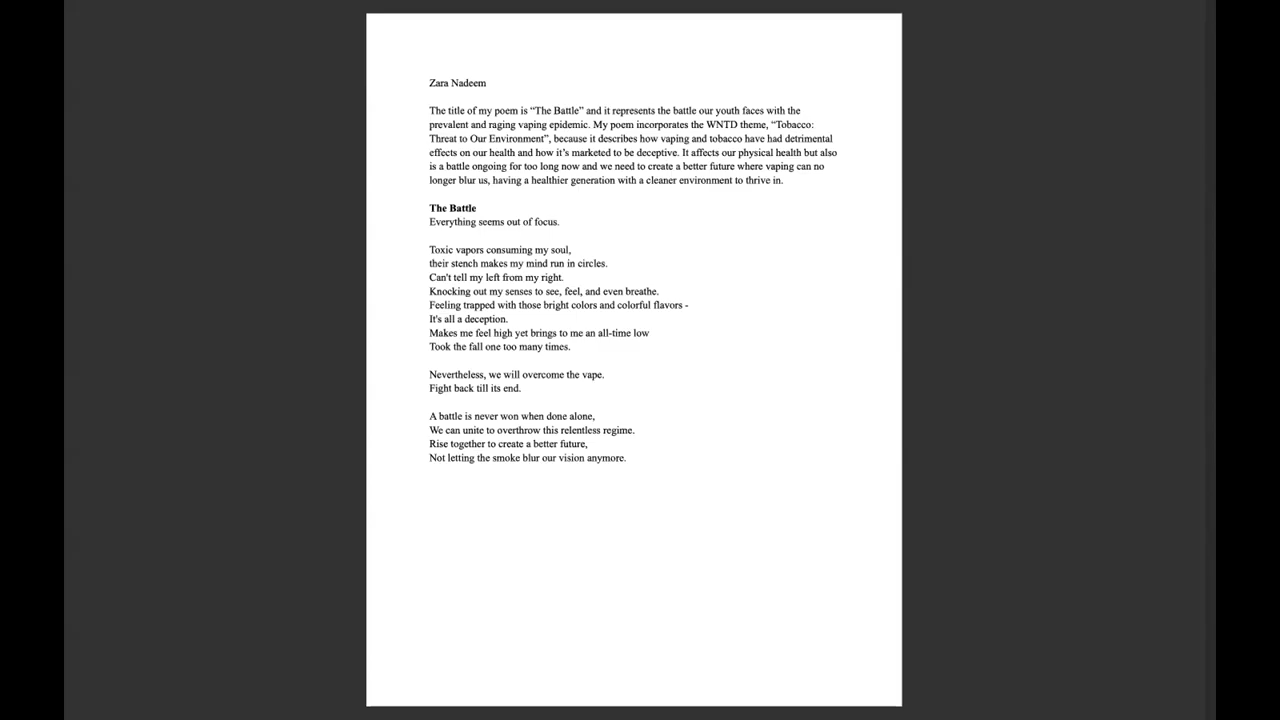 Zara Nadeem
The title of my poem is “The Battle” and it represents the battle our youth faces with the
prevalent and raging vaping epidemic. My poem incorporates the WNTD theme, “Tobacco:
Threat to Our Environment”, because it describes how vaping and tobacco have had detrimental
effects on our health and how it’s marketed to be deceptive. It affects our physical health but also
is a battle ongoing for too long now and we need to create a better future where vaping can no
longer blur us, having a healthier generation with a cleaner environment to thrive in.
The Battle
Everything seems out of focus.
Toxic vapors consuming my soul,
their stench makes my mind run in circles.
Can't tell my left from my right.
Knocking out my senses to see, feel, and even breathe.
Feeling trapped with those bright colors and colorful flavors -
It's all a deception.
Makes me feel high yet brings to me an all-time low
Took the fall one too many times.
Nevertheless, we will overcome the vape.
Fight back till its end.
A battle is never won when done alone,
We can unite to overthrow this relentless regime.
Rise together to create a better future,
Not letting the smoke blur our vision anymore.